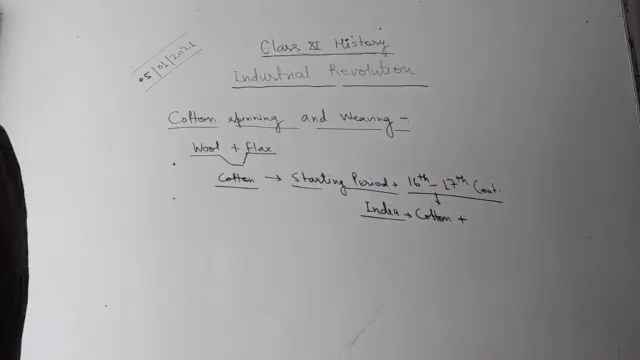 Class XI History
05/01/2021
Industrial Revolution
Cotton spinning and Weaving -
Wool + Flax
Cotton → Starting Period → 16th - 17th Cent.
India → Cotton +